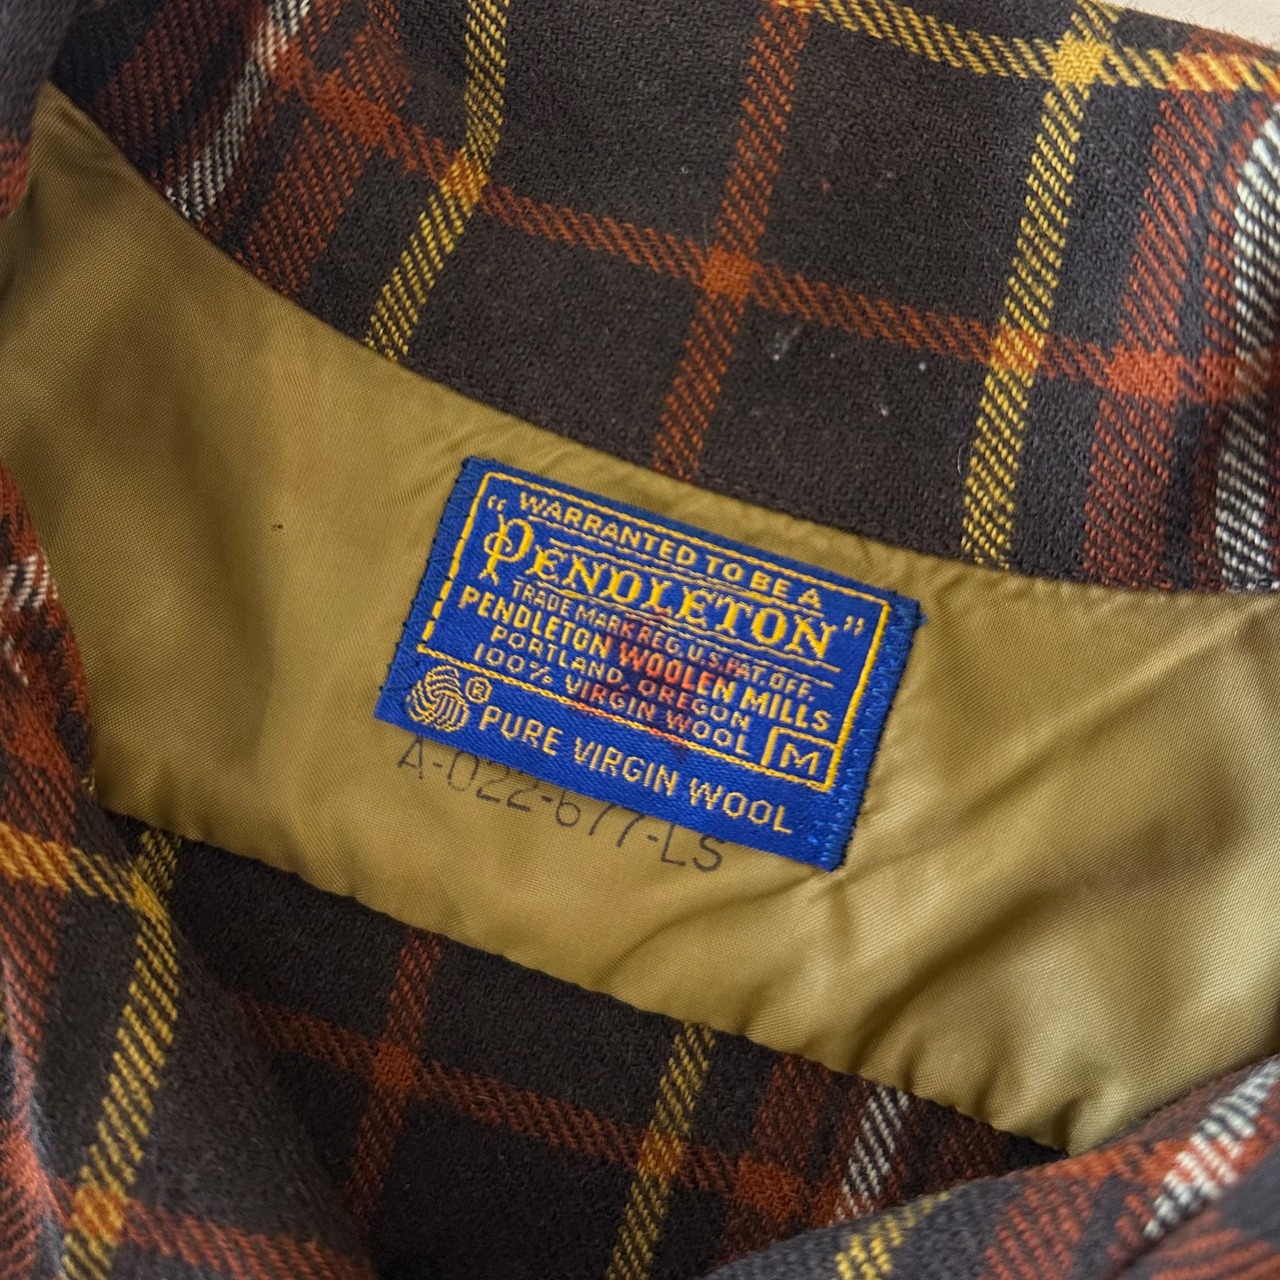 "WARRANTED TO BE A
PENDLETON"
TRADE MARK REG. U.S. PAT. OFF.
PENDLETON WOOLEN MILLS
PORTLAND, OREGON
100% VIRGIN WOOL
M
® PURE VIRGIN WOOL
A-022-677-LS